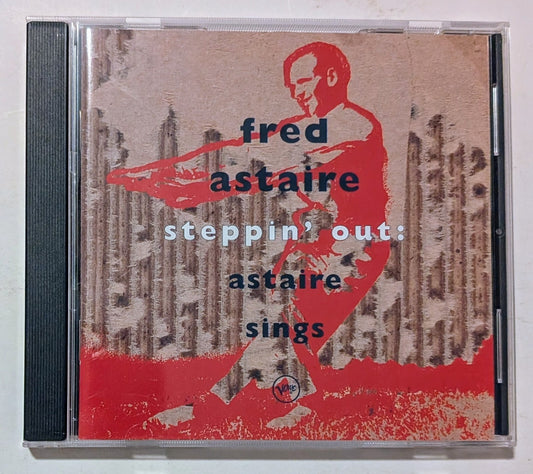 fred
astaire
steppin' out:
astaire
sings
Verve